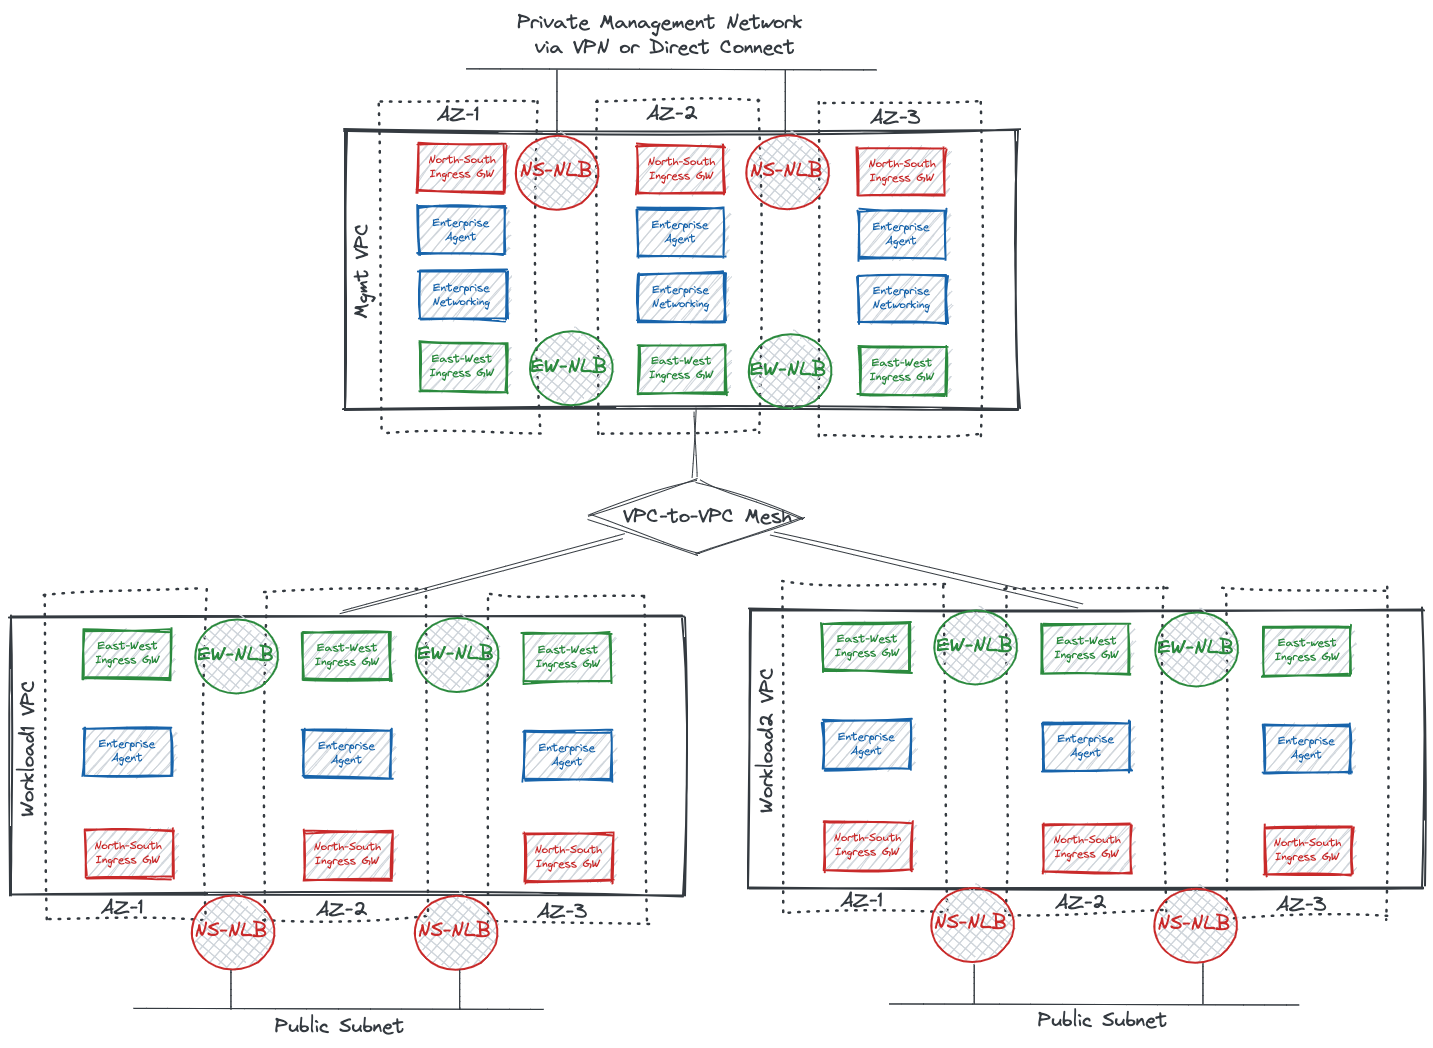 Private Management Network
via VPN or Direct Connect
AZ-1
AZ-2
AZ-3
Mgmt VPC
North-South
Ingress GW
NS-NLB
North-South
Ingress GW
NS-NLB
North-South
Ingress GW
Enterprise
Agent
Enterprise
Agent
Enterprise
Agent
Enterprise
Networking
Enterprise
Networking
Enterprise
Networking
East-West
Ingress GW
EW-NLB
East-West
Ingress GW
EW-NLB
East-West
Ingress GW
VPC-to-VPC Mesh
Workload1 VPC
East-West
Ingress GW
EW-NLB
East-West
Ingress GW
EW-NLB
East-West
Ingress GW
Enterprise
Agent
Enterprise
Agent
Enterprise
Agent
North-South
Ingress GW
North-South
Ingress GW
North-South
Ingress GW
AZ-1
AZ-2
AZ-3
NS-NLB
NS-NLB
Public Subnet
Workload2 VPC
East-West
Ingress GW
EW-NLB
East-West
Ingress GW
EW-NLB
East-west
Ingress GW
Enterprise
Agent
Enterprise
Agent
Enterprise
Agent
North-South
Ingress GW
North-South
Ingress GW
North-South
Ingress GW
AZ-1
AZ-2
AZ-3
NS-NLB
NS-NLB
Public Subnet